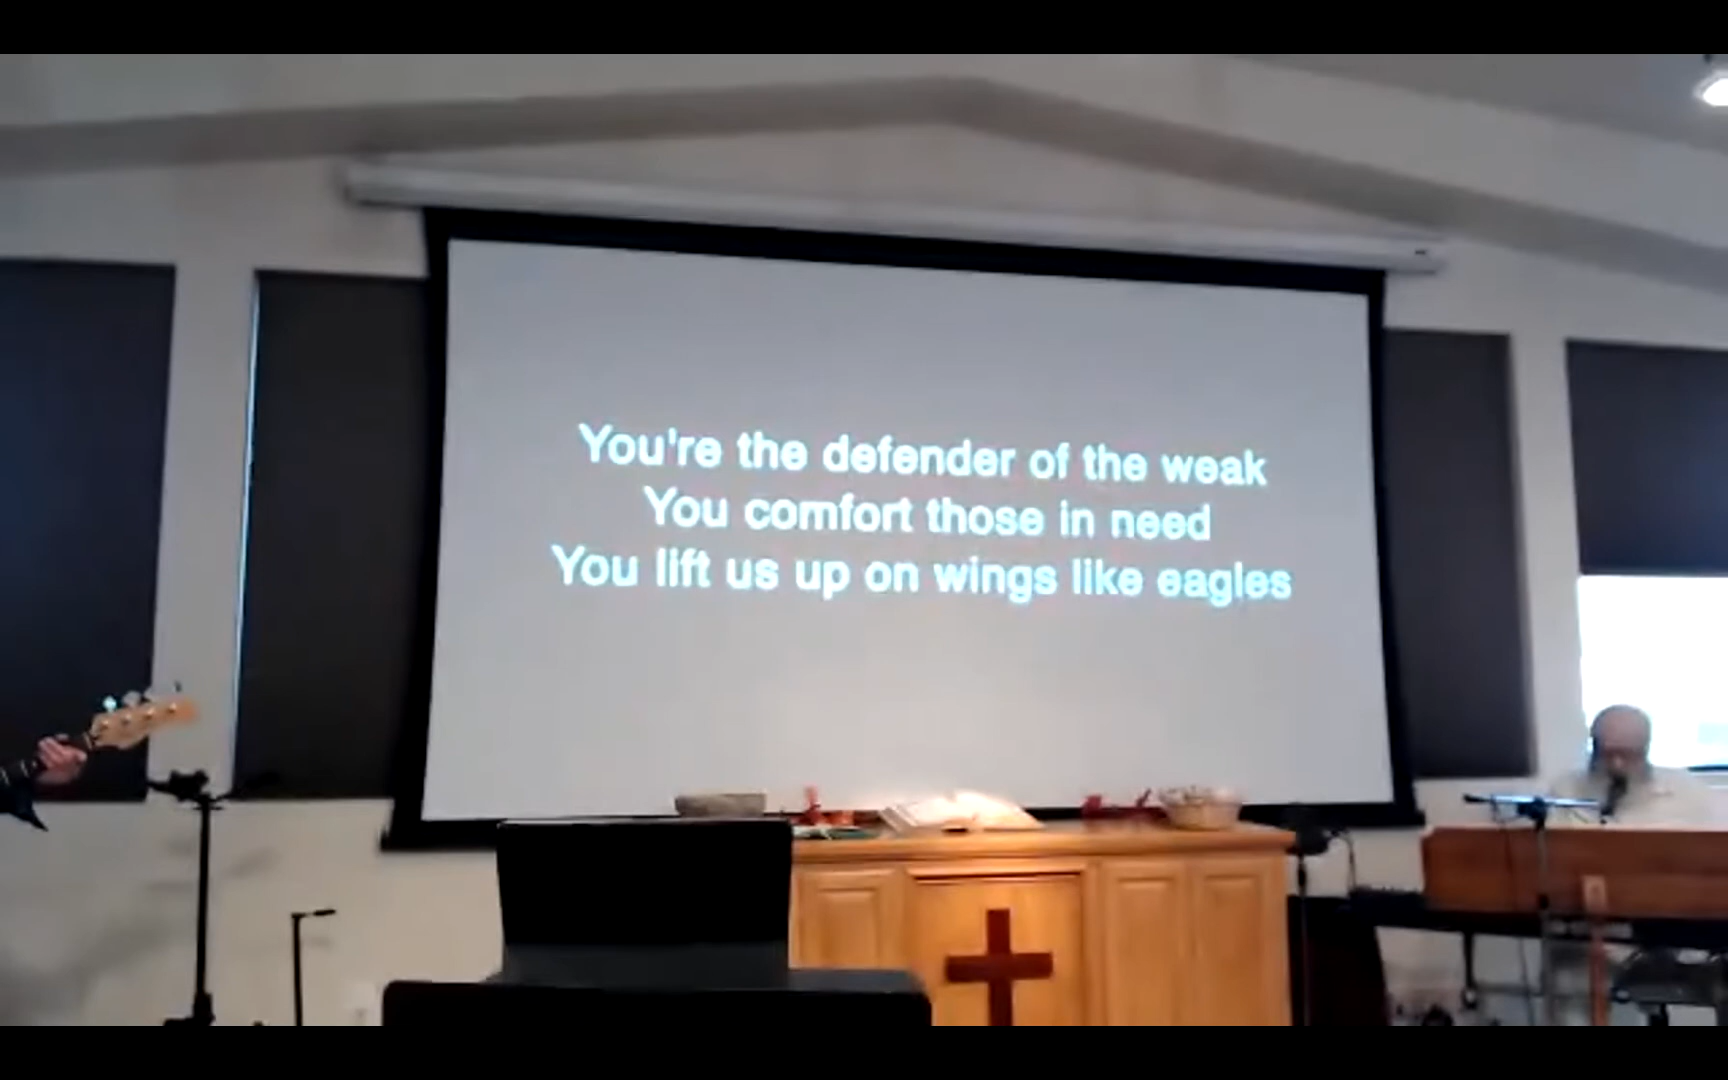 You're the defender of the weak
You comfort those in need
You lift us up on wings like eagles